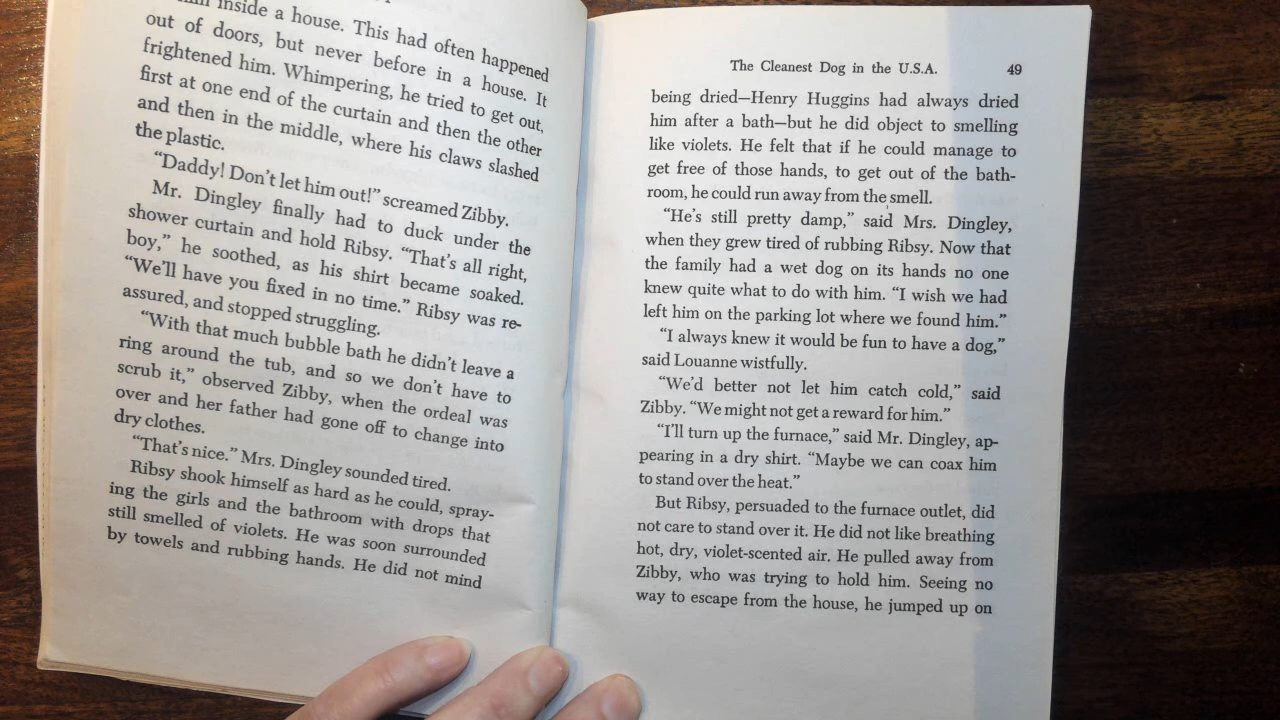 inside a house. This had often happened
out of doors, but never before in a house. It
frightened him. Whimpering, he tried to get out,
first at one end of the curtain and then the other
and then in the middle, where his claws slashed
the plastic.
“Daddy! Don’t let him out!” screamed Zibby.
Mr. Dingley finally had to duck under the
shower curtain and hold Ribsy. “That’s all right,
boy,” he soothed, as his shirt became soaked.
“We’ll have you fixed in no time.” Ribsy was re-
assured, and stopped struggling.
“With that much bubble bath he didn’t leave a
ring around the tub, and so we don’t have to
scrub it,” observed Zibby, when the ordeal was
over and her father had gone off to change into
dry clothes.
“That’s nice.” Mrs. Dingley sounded tired.
Ribsy shook himself as hard as he could, spray-
ing the girls and the bathroom with drops that
still smelled of violets. He was soon surrounded
by towels and rubbing hands. He did not mind
The Cleanest Dog in the U.S.A. 49
being dried—Henry Huggins had always dried
him after a bath—but he did object to smelling
like violets. He felt that if he could manage to
get free of those hands, to get out of the bath-
room, he could run away from the smell.
“He’s still pretty damp,” said Mrs. Dingley,
when they grew tired of rubbing Ribsy. Now that
the family had a wet dog on its hands no one
knew quite what to do with him. “I wish we had
left him on the parking lot where we found him.”
“I always knew it would be fun to have a dog,”
said Louanne wistfully.
“We’d better not let him catch cold,” said
Zibby. “We might not get a reward for him.”
“I’ll turn up the furnace,” said Mr. Dingley, ap-
pearing in a dry shirt. “Maybe we can coax him
to stand over the heat.”
But Ribsy, persuaded to the furnace outlet, did
not care to stand over it. He did not like breathing
hot, dry, violet-scented air. He pulled away from
Zibby, who was trying to hold him. Seeing no
way to escape from the house, he jumped up on